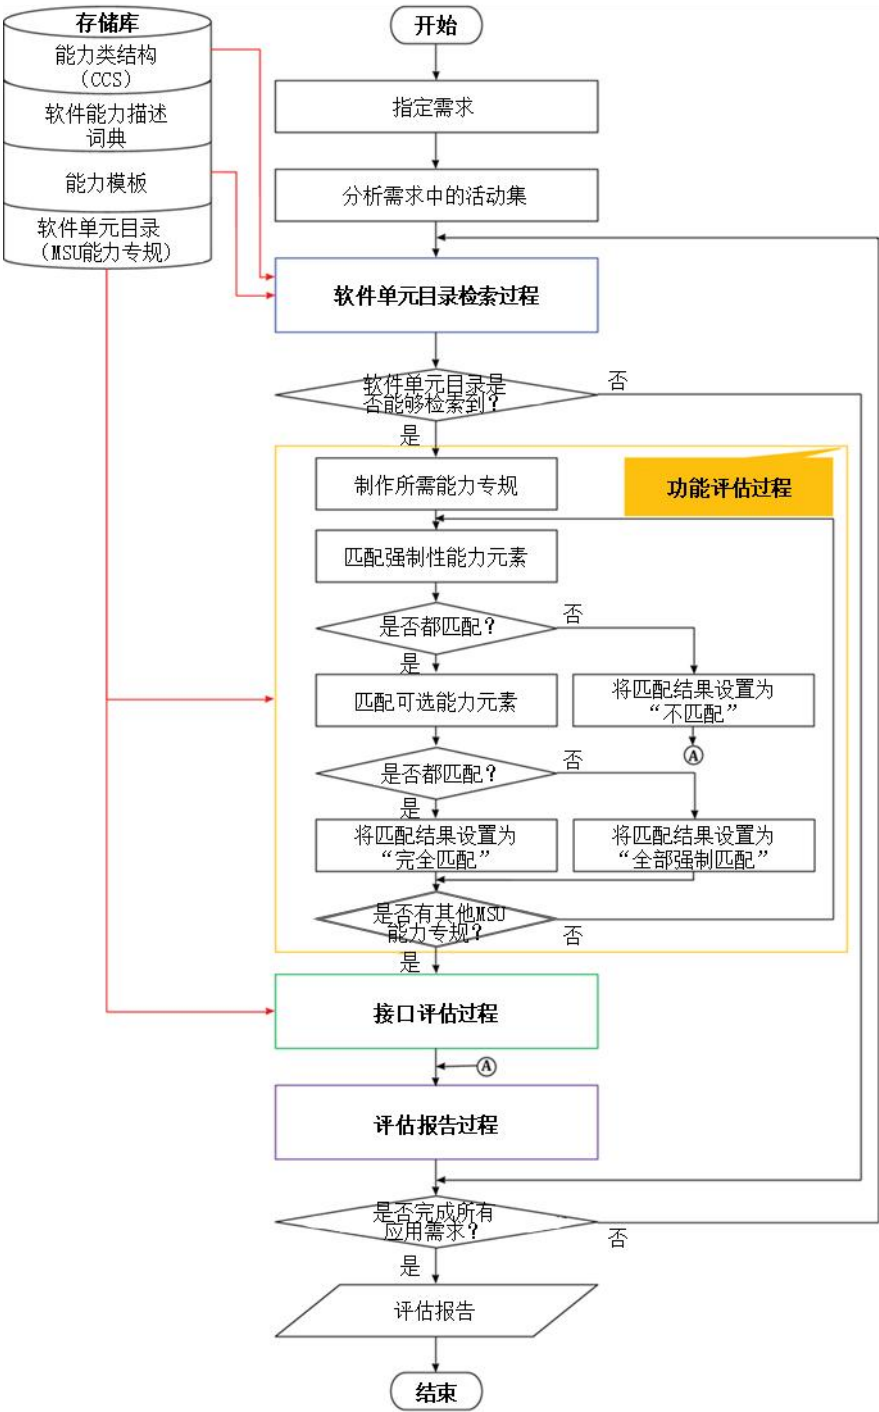 存储库
能力类结构
（CCS）
软件能力描述
词典
能力模板
软件单元目录
（MSU能力专规）
开始
指定需求
分析需求中的活动集
软件单元目录检索过程
软件单元目录是
否能够检索到？
否
是
功能评估过程
制作所需能力专规
匹配强制性能力元素
是否都匹配？
否
是
匹配可选能力元素
将匹配结果设置为
“不匹配”
A
是否都匹配？
否
是
将匹配结果设置为
“完全匹配”
将匹配结果设置为
“全部强制匹配”
是否有其他MSU
能力专规？
否
是
接口评估过程
A
评估报告过程
是否完成所有
应用需求？
否
是
评估报告
结束